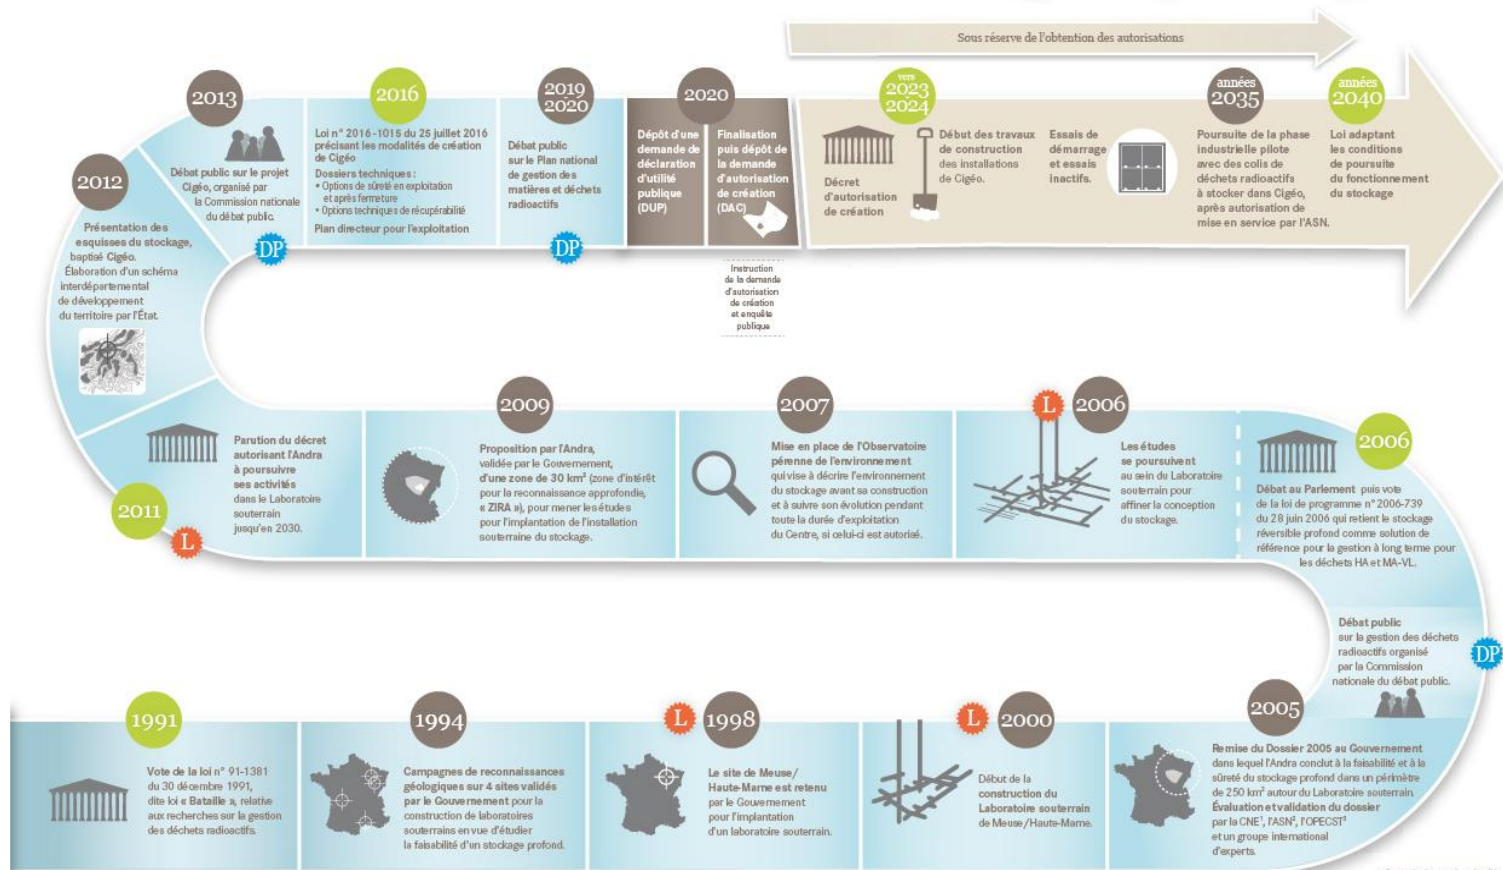 Sous réserve de l'obtention des autorisations
1991
Vote de la loi n° 91-1381
du 30 décembre 1991,
dite loi « Bataille », relative
aux recherches sur la gestion
des déchets radioactifs.
1994
Campagnes de reconnaissances
géologiques sur 4 sites validés
par le Gouvernement pour la
construction de laboratoires
souterrains en vue d'étudier
la faisabilité d'un stockage profond.
L
1998
Le site de Meuse/
Haute-Marne est retenu
par le Gouvernement
pour l'implantation
d'un laboratoire souterrain.
L
2000
Début de la
construction du
Laboratoire souterrain
de Meuse/Haute-Marne.
2005
Remise du Dossier 2005 au Gouvernement
dans lequel l'Andra conclut à la faisabilité et à la
sûreté du stockage profond dans un périmètre
de 250 km² autour du Laboratoire souterrain.
Évaluation et validation du dossier
par la CNE¹, l'ASN², l'OPECST³
et un groupe international
d'experts.
Débat public
sur la gestion des déchets
radioactifs organisé
par la Commission
nationale du débat public.
DP
2006
Débat au Parlement puis vote
de la loi de programme n° 2006-739
du 28 juin 2006 qui retient le stockage
réversible profond comme solution de
référence pour la gestion à long terme pour
les déchets HA et MA-VL.
L
2006
Les études
se poursuivent
au sein du Laboratoire
souterrain pour
affiner la conception
du stockage.
2007
Mise en place de l'Observatoire
pérenne de l'environnement
qui vise à décrire l'environnement
du stockage avant sa construction
et à suivre son évolution pendant
toute la durée d'exploitation
du Centre, si celui-ci est autorisé.
2009
Proposition par l'Andra,
validée par le Gouvernement,
d'une zone de 30 km² (zone d'intérêt
pour la reconnaissance approfondie,
« ZIRA »), pour mener les études
pour l'implantation de l'installation
souterraine du stockage.
2011
L
Parution du décret
autorisant l'Andra
à poursuivre
ses activités
dans le Laboratoire
souterrain
jusqu'en 2030.
2012
Présentation des
esquisses du stockage,
baptisé Cigéo.
Élaboration d'un schéma
interdépartemental
de développement
du territoire par l'État.
2013
Débat public sur le projet
Cigéo, organisé par
la Commission nationale
du débat public.
DP
2016
Loi n° 2016-1015 du 25 juillet 2016
précisant les modalités de création
de Cigéo
Dossiers techniques :
• Options de sûreté en exploitation
et après fermeture
• Options techniques de récupérabilité
Plan directeur pour l'exploitation
2019
2020
Débat public
sur le Plan national
de gestion des
matières et déchets
radioactifs
DP
2020
Dépôt d'une
demande de
déclaration
d'utilité
publique
(DUP)
Finalisation
puis dépôt de
la demande
d'autorisation
de création
(DAC)
Instruction
de la demande
d'autorisation
de création
et enquête
publique
vers
2023
2024
Décret
d'autorisation
de création
Début des travaux
de construction
des installations
de Cigéo.
Essais de
démarrage
et essais
inactifs.
années
2035
Poursuite de la phase
industrielle pilote
avec des colis de
déchets radioactifs
à stocker dans Cigéo,
après autorisation de
mise en service par l'ASN.
années
2040
Loi adaptant
les conditions
de poursuite
du fonctionnement
du stockage